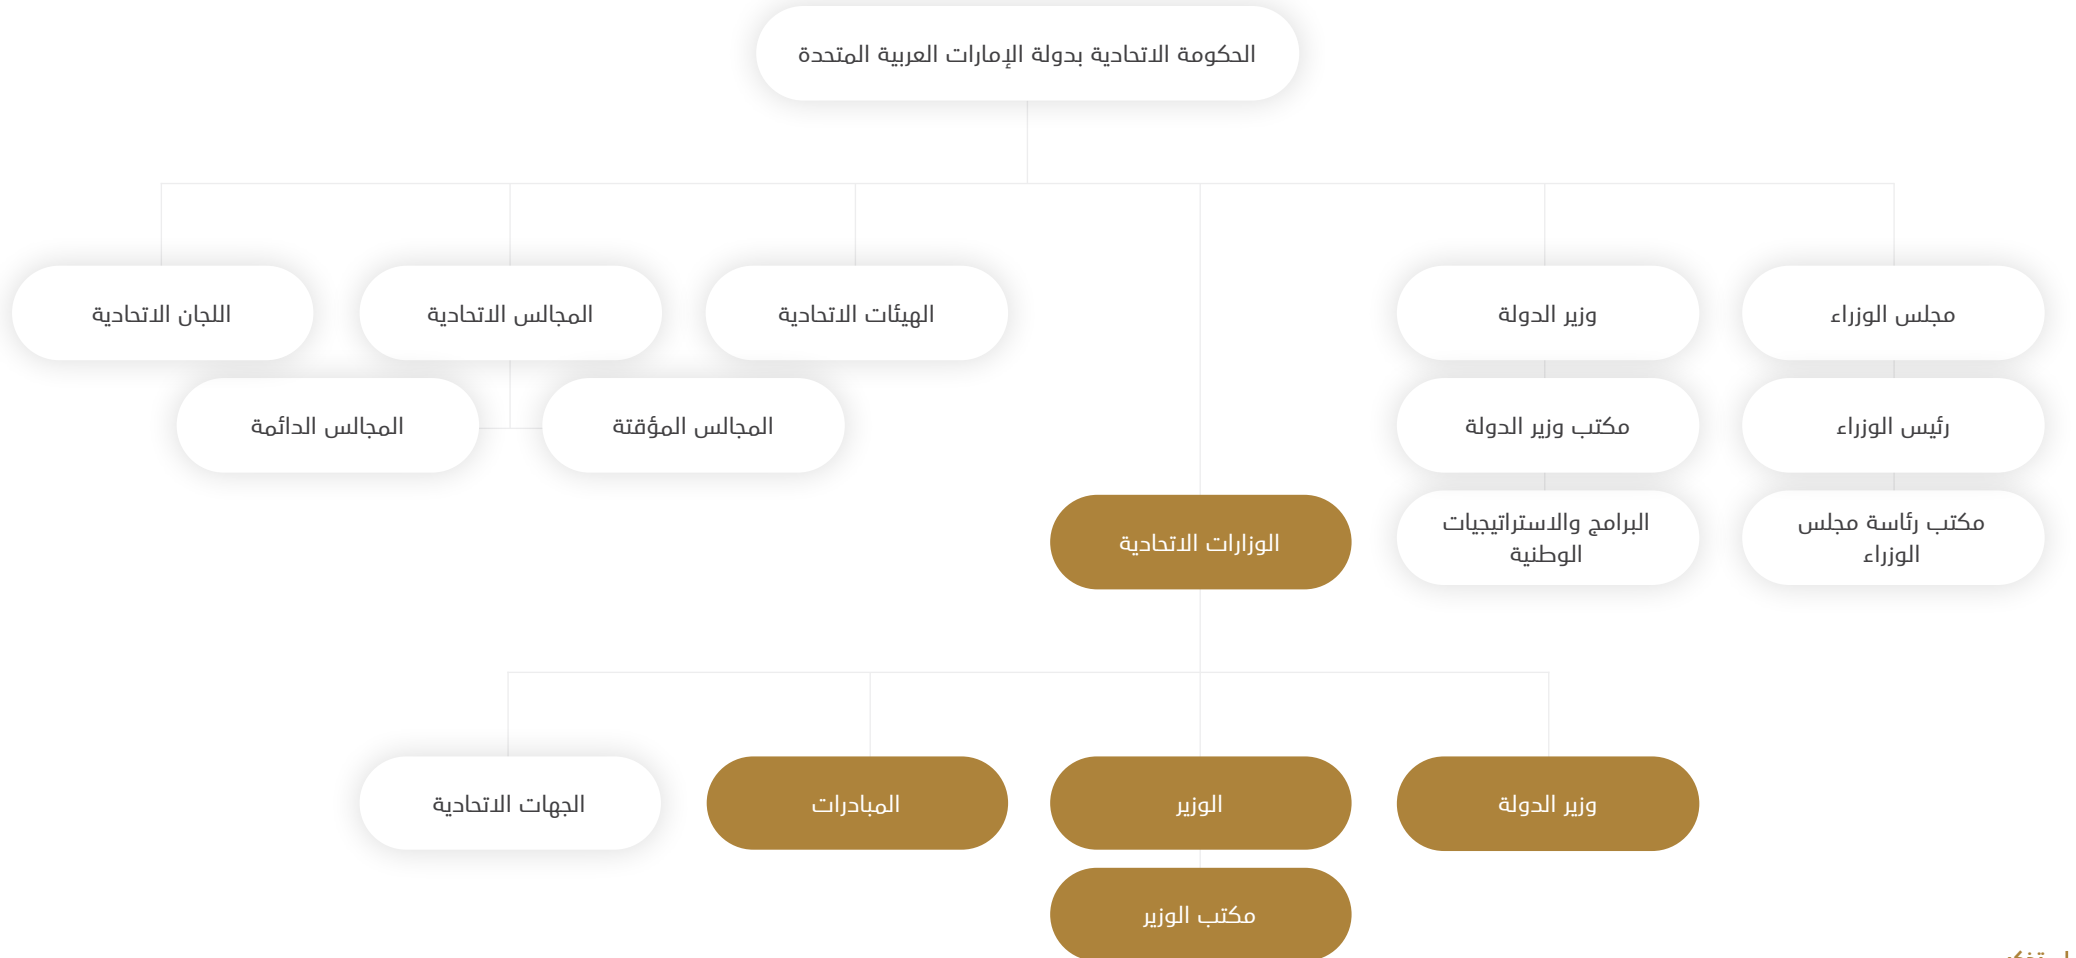 الحكومة الاتحادية بدولة الإمارات العربية المتحدة
مجلس الوزراء
وزير الدولة
الهيئات الاتحادية
المجالس الاتحادية
اللجان الاتحادية
رئيس الوزراء
مكتب وزير الدولة
المجالس المؤقتة
المجالس الدائمة
مكتب رئاسة مجلس
الوزراء
البرامج والاستراتيجيات
الوطنية
الوزارات الاتحادية
وزير الدولة
الوزير
المبادرات
الجهات الاتحادية
مكتب الوزير